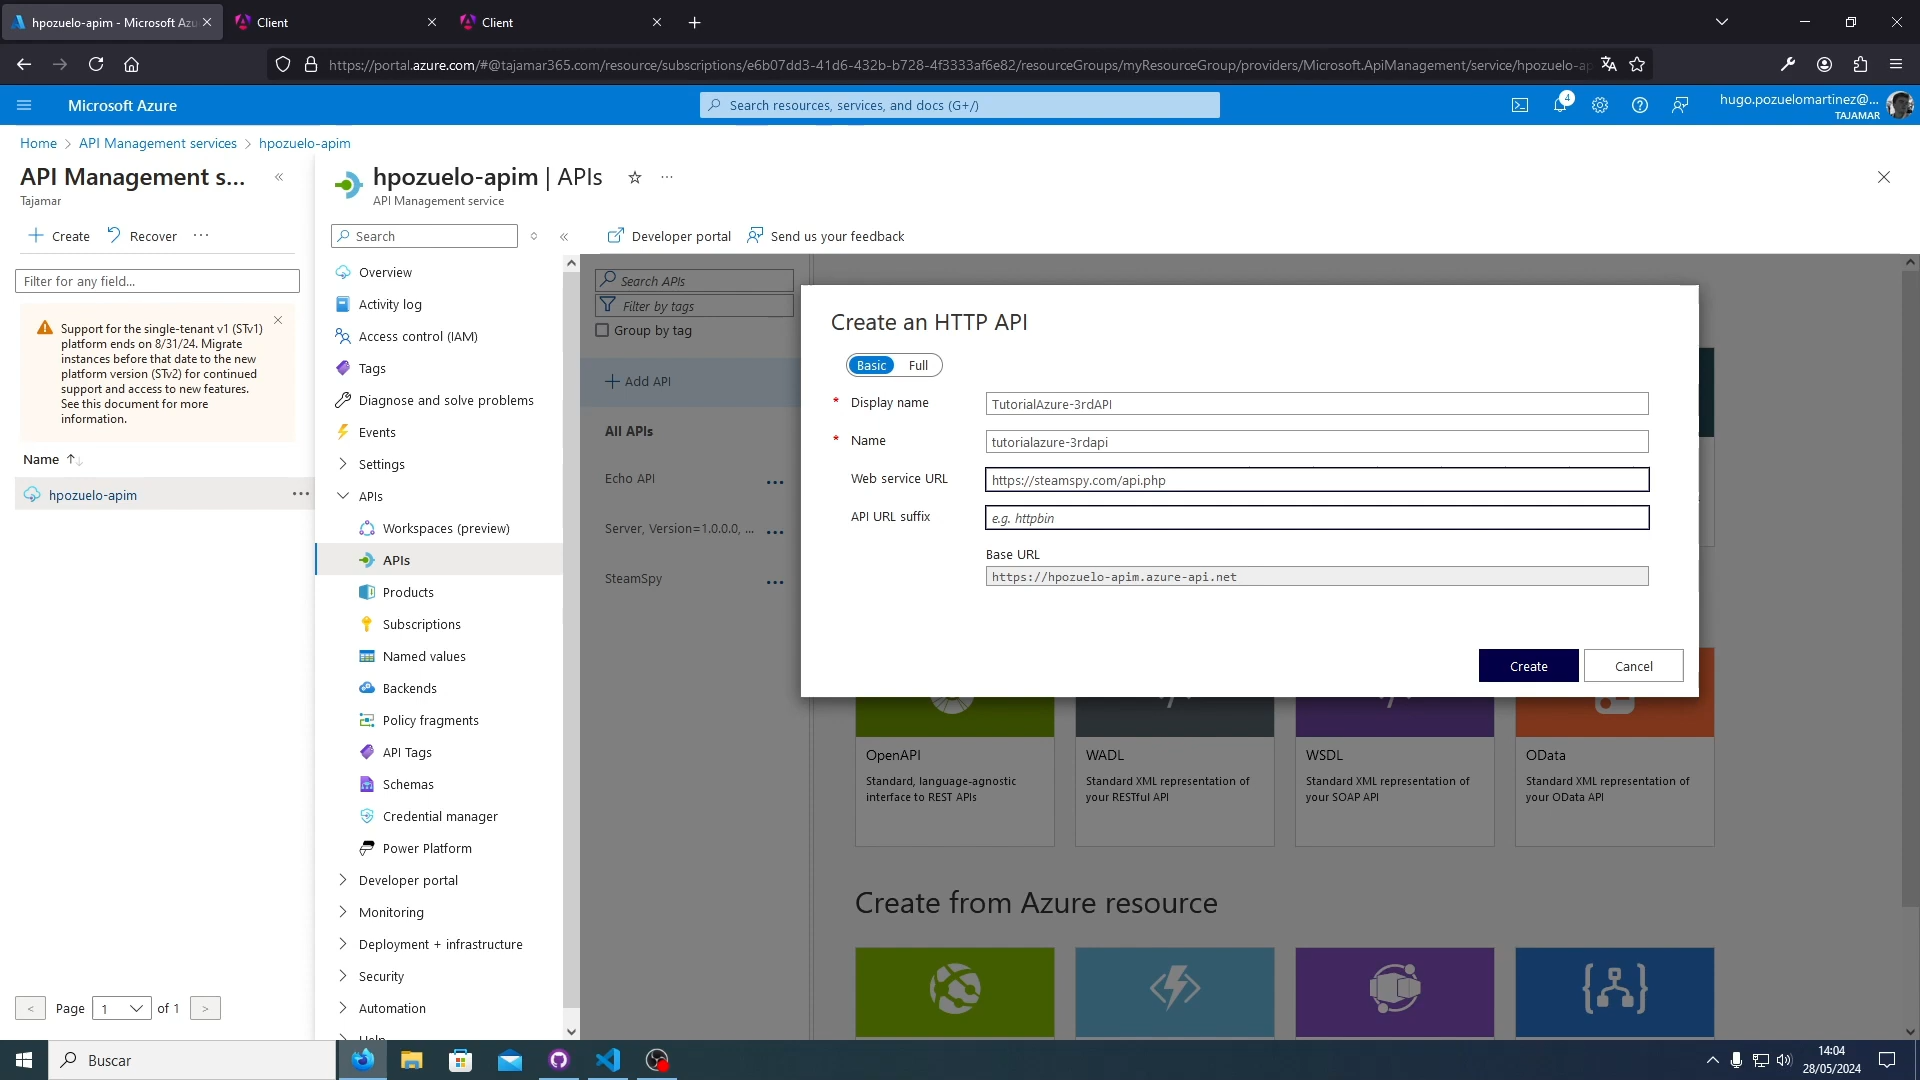 hpozuelo-apim - Microsoft Azu
Client
Client
https://portal.azure.com/#@tajamar365.com/resource/subscriptions/e6b07dd3-41d6-432b-b728-4f3333af6e82/resourceGroups/myResourceGroup/providers/Microsoft.ApiManagement/service/hpozuelo-ap
Microsoft Azure
Search resources, services, and docs (G+/)
4
hugo.pozuelomartinez@...
TAJAMAR
Home > API Management services > hpozuelo-apim
API Management s...
Tajamar
hpozuelo-apim | APIs
API Management service
Create
Recover
Search
Developer portal
Send us your feedback
Filter for any field...
Support for the single-tenant v1 (STv1)
platform ends on 8/31/24. Migrate
instances before that date to the new
platform version (STv2) for continued
support and access to new features.
See this document for more
information.
Name
hpozuelo-apim
Page 1 of 1
Overview
Activity log
Access control (IAM)
Tags
Diagnose and solve problems
Events
Settings
APIs
Workspaces (preview)
APIs
Products
Subscriptions
Named values
Backends
Policy fragments
API Tags
Schemas
Credential manager
Power Platform
Developer portal
Monitoring
Deployment + infrastructure
Security
Automation
Help
Search APIs
Filter by tags
Group by tag
Add API
All APIs
Echo API
Server, Version=1.0.0.0, ...
SteamSpy
Create an HTTP API
Basic
Full
* Display name
TutorialAzure-3rdAPI
* Name
tutorialazure-3rdapi
Web service URL
https://steamspy.com/api.php
API URL suffix
e.g. httpbin
Base URL
https://hpozuelo-apim.azure-api.net
Create
Cancel
OpenAPI
Standard, language-agnostic
interface to REST APIs
WADL
Standard XML representation of
your RESTful API
WSDL
Standard XML representation of
your SOAP API
OData
Standard XML representation of
your OData API
Create from Azure resource
Buscar
14:04
28/05/2024